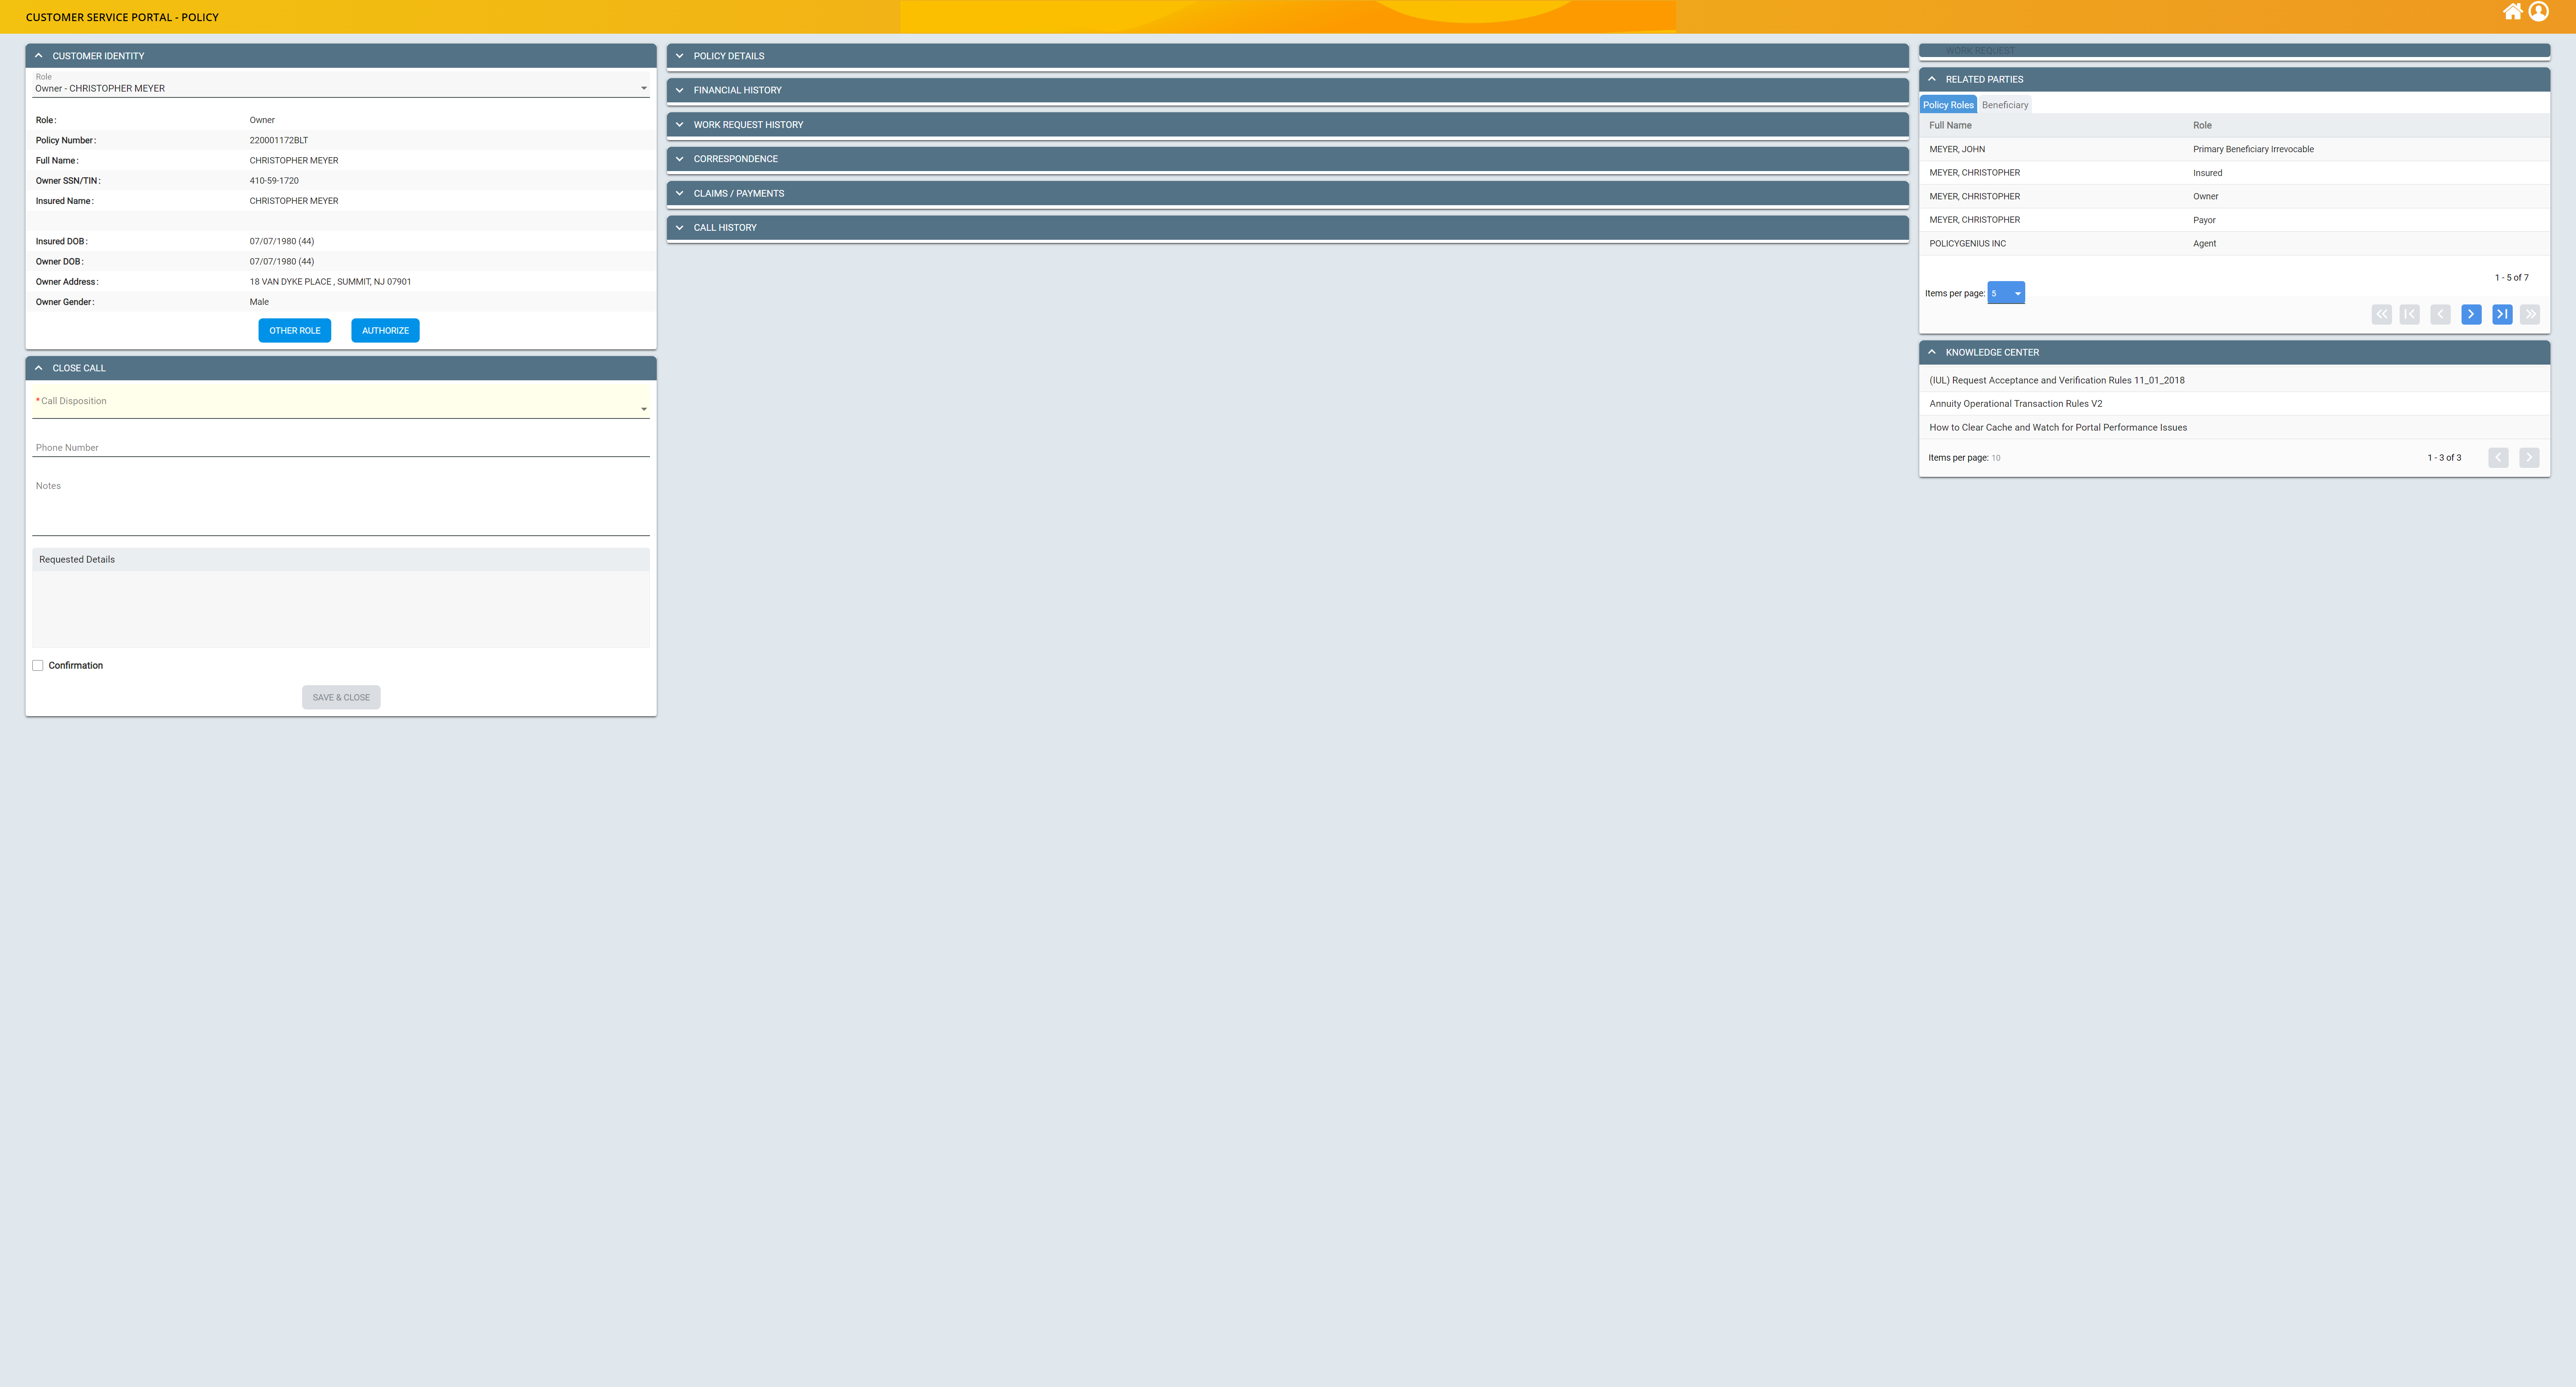 CUSTOMER SERVICE PORTAL - POLICY
CUSTOMER IDENTITY
Role
Owner - CHRISTOPHER MEYER
Role: Owner
Policy Number: 220001172BLT
Full Name: CHRISTOPHER MEYER
Owner SSN/TIN: 410-59-1720
Insured Name: CHRISTOPHER MEYER
Insured DOB: 07/07/1980 (44)
Owner DOB: 07/07/1980 (44)
Owner Address: 18 VAN DYKE PLACE , SUMMIT, NJ 07901
Owner Gender: Male
OTHER ROLE AUTHORIZE
CLOSE CALL
* Call Disposition
Phone Number
Notes
Requested Details
Confirmation
SAVE & CLOSE
POLICY DETAILS
FINANCIAL HISTORY
WORK REQUEST HISTORY
CORRESPONDENCE
CLAIMS / PAYMENTS
CALL HISTORY
WORK REQUEST
RELATED PARTIES
Policy Roles Beneficiary
Full Name Role
MEYER, JOHN Primary Beneficiary Irrevocable
MEYER, CHRISTOPHER Insured
MEYER, CHRISTOPHER Owner
MEYER, CHRISTOPHER Payor
POLICYGENIUS INC Agent
1 - 5 of 7
Items per page: 5
KNOWLEDGE CENTER
(IUL) Request Acceptance and Verification Rules 11_01_2018
Annuity Operational Transaction Rules V2
How to Clear Cache and Watch for Portal Performance Issues
Items per page: 10 1 - 3 of 3